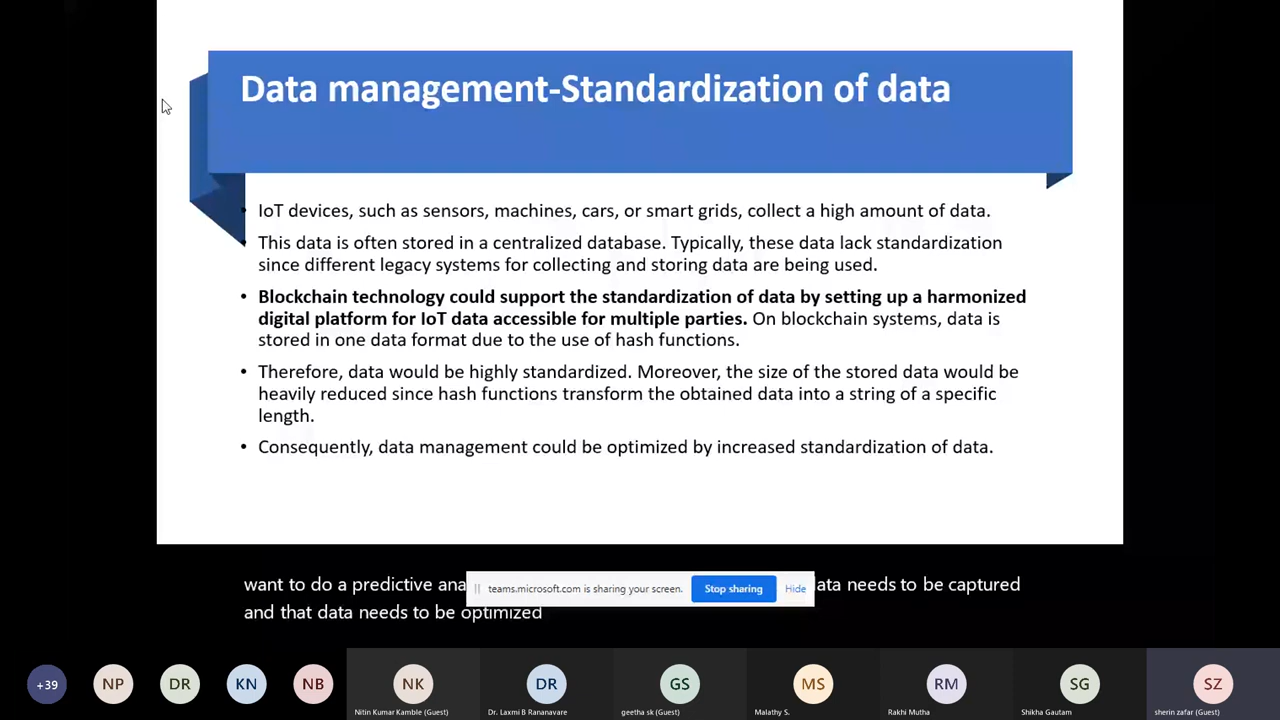 Data management-Standardization of data
• IoT devices, such as sensors, machines, cars, or smart grids, collect a high amount of data.
• This data is often stored in a centralized database. Typically, these data lack standardization
since different legacy systems for collecting and storing data are being used.
• Blockchain technology could support the standardization of data by setting up a harmonized
digital platform for IoT data accessible for multiple parties. On blockchain systems, data is
stored in one data format due to the use of hash functions.
• Therefore, data would be highly standardized. Moreover, the size of the stored data would be
heavily reduced since hash functions transform the obtained data into a string of a specific
length.
• Consequently, data management could be optimized by increased standardization of data.
want to do a predictive ana
teams.microsoft.com is sharing your screen. Stop sharing Hide
needs to be captured
and that data needs to be optimized
+39 NP DR KN NB NK DR GS MS RM SG SZ
Nitin Kumar Kamble (Guest) Dr. Laxmi B Rananavare geetha sk (Guest) Malathy S. Rakhi Mutha Shikha Gautam sherin zafar (Guest)